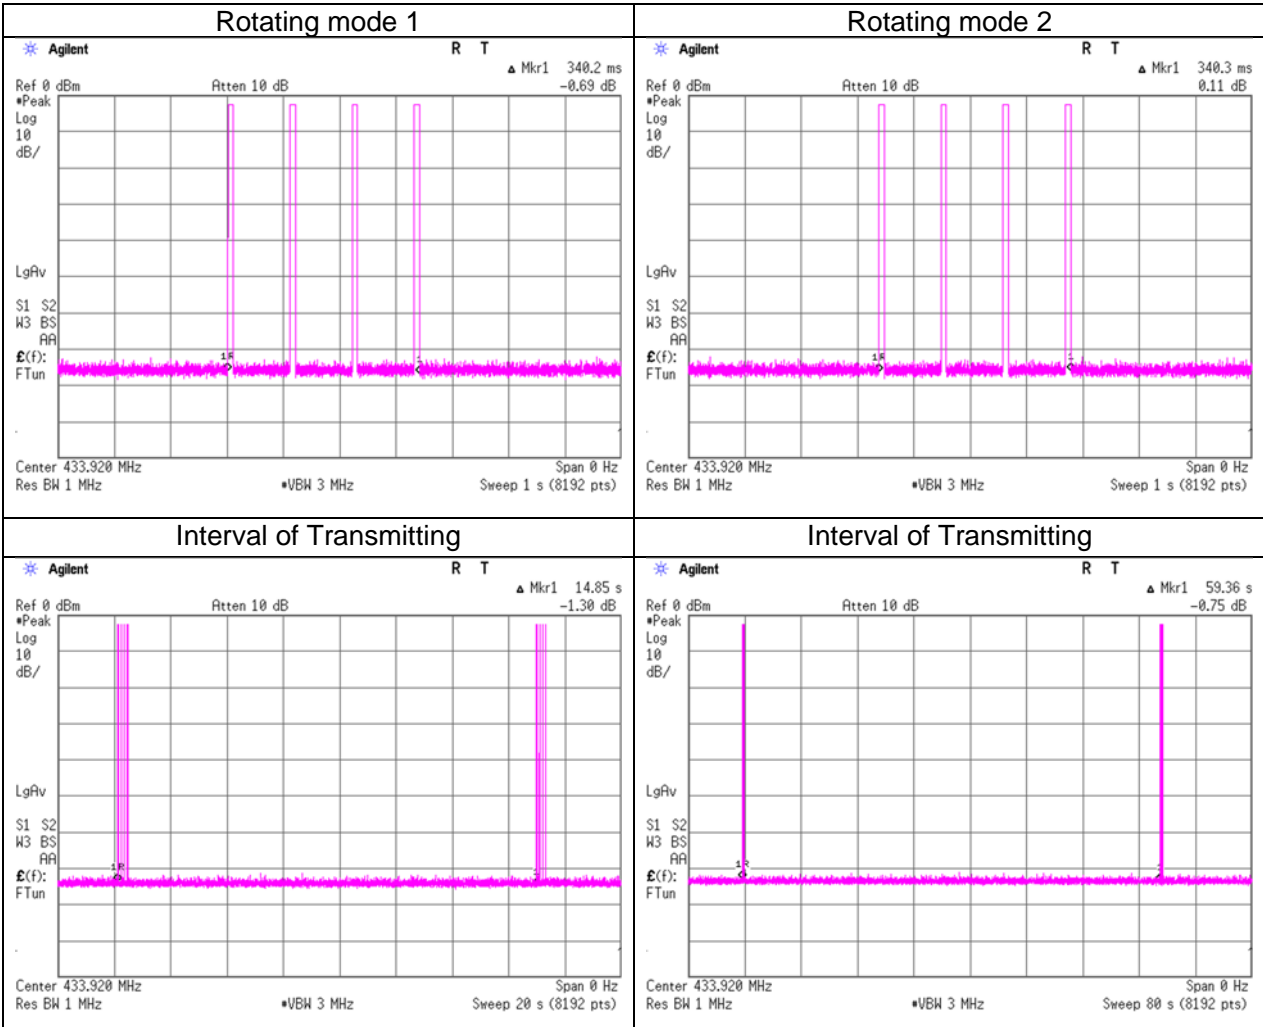 Rotating mode 1
Agilent
R T
Δ Mkr1 340.2 ms
Ref 0 dBm
Atten 10 dB
-0.69 dB
#Peak
Log
10
dB/
LgAv
S1 S2
W3 BS
AA
£(f):
FTun
1R
1
Center 433.920 MHz
Span 0 Hz
Res BW 1 MHz
#VBW 3 MHz
Sweep 1 s (8192 pts)
Rotating mode 2
Agilent
R T
Δ Mkr1 340.3 ms
Ref 0 dBm
Atten 10 dB
0.11 dB
#Peak
Log
10
dB/
LgAv
S1 S2
W3 BS
AA
£(f):
FTun
1R
1
Center 433.920 MHz
Span 0 Hz
Res BW 1 MHz
#VBW 3 MHz
Sweep 1 s (8192 pts)
Interval of Transmitting
Agilent
R T
Δ Mkr1 14.85 s
Ref 0 dBm
Atten 10 dB
-1.30 dB
#Peak
Log
10
dB/
LgAv
S1 S2
W3 BS
AA
£(f):
FTun
1R
Center 433.920 MHz
Span 0 Hz
Res BW 1 MHz
#VBW 3 MHz
Sweep 20 s (8192 pts)
Interval of Transmitting
Agilent
R T
Δ Mkr1 59.36 s
Ref 0 dBm
Atten 10 dB
-0.75 dB
#Peak
Log
10
dB/
LgAv
S1 S2
W3 BS
AA
£(f):
FTun
1R
Center 433.920 MHz
Span 0 Hz
Res BW 1 MHz
#VBW 3 MHz
Sweep 80 s (8192 pts)